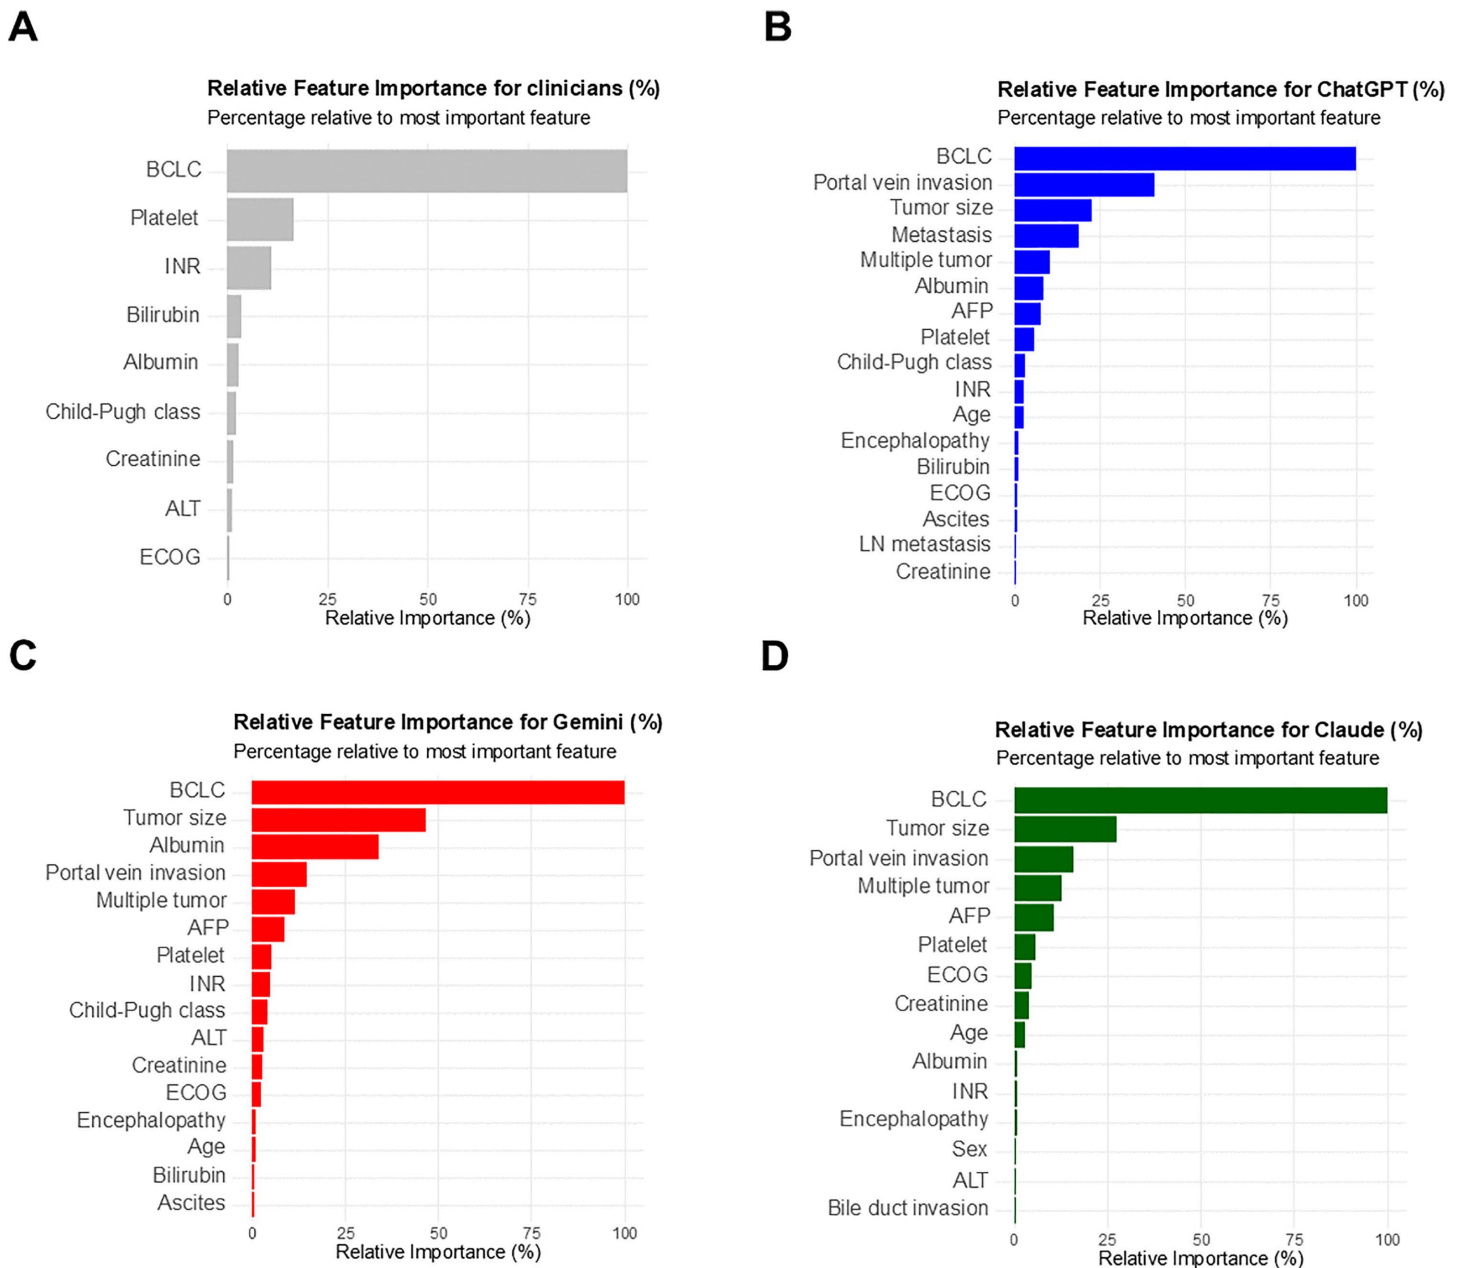 A
Relative Feature Importance for clinicians (%)
Percentage relative to most important feature
BCLC
Platelet
INR
Bilirubin
Albumin
Child-Pugh class
Creatinine
ALT
ECOG
0 25 50 75 100
Relative Importance (%)
B
Relative Feature Importance for ChatGPT (%)
Percentage relative to most important feature
BCLC
Portal vein invasion
Tumor size
Metastasis
Multiple tumor
Albumin
AFP
Platelet
Child-Pugh class
INR
Age
Encephalopathy
Bilirubin
ECOG
Ascites
LN metastasis
Creatinine
0 25 50 75 100
Relative Importance (%)
C
Relative Feature Importance for Gemini (%)
Percentage relative to most important feature
BCLC
Tumor size
Albumin
Portal vein invasion
Multiple tumor
AFP
Platelet
INR
Child-Pugh class
ALT
Creatinine
ECOG
Encephalopathy
Age
Bilirubin
Ascites
0 25 50 75 100
Relative Importance (%)
D
Relative Feature Importance for Claude (%)
Percentage relative to most important feature
BCLC
Tumor size
Portal vein invasion
Multiple tumor
AFP
Platelet
ECOG
Creatinine
Age
Albumin
INR
Encephalopathy
Sex
ALT
Bile duct invasion
0 25 50 75 100
Relative Importance (%)